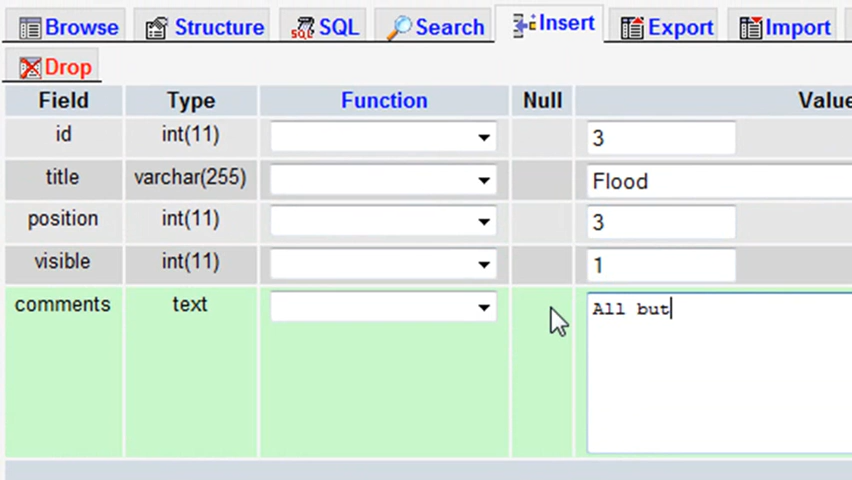 Browse Structure SQL Search Insert Export Import
Drop
Field Type Function Null Value
id int(11) 3
title varchar(255) Flood
position int(11) 3
visible int(11) 1
comments text All but